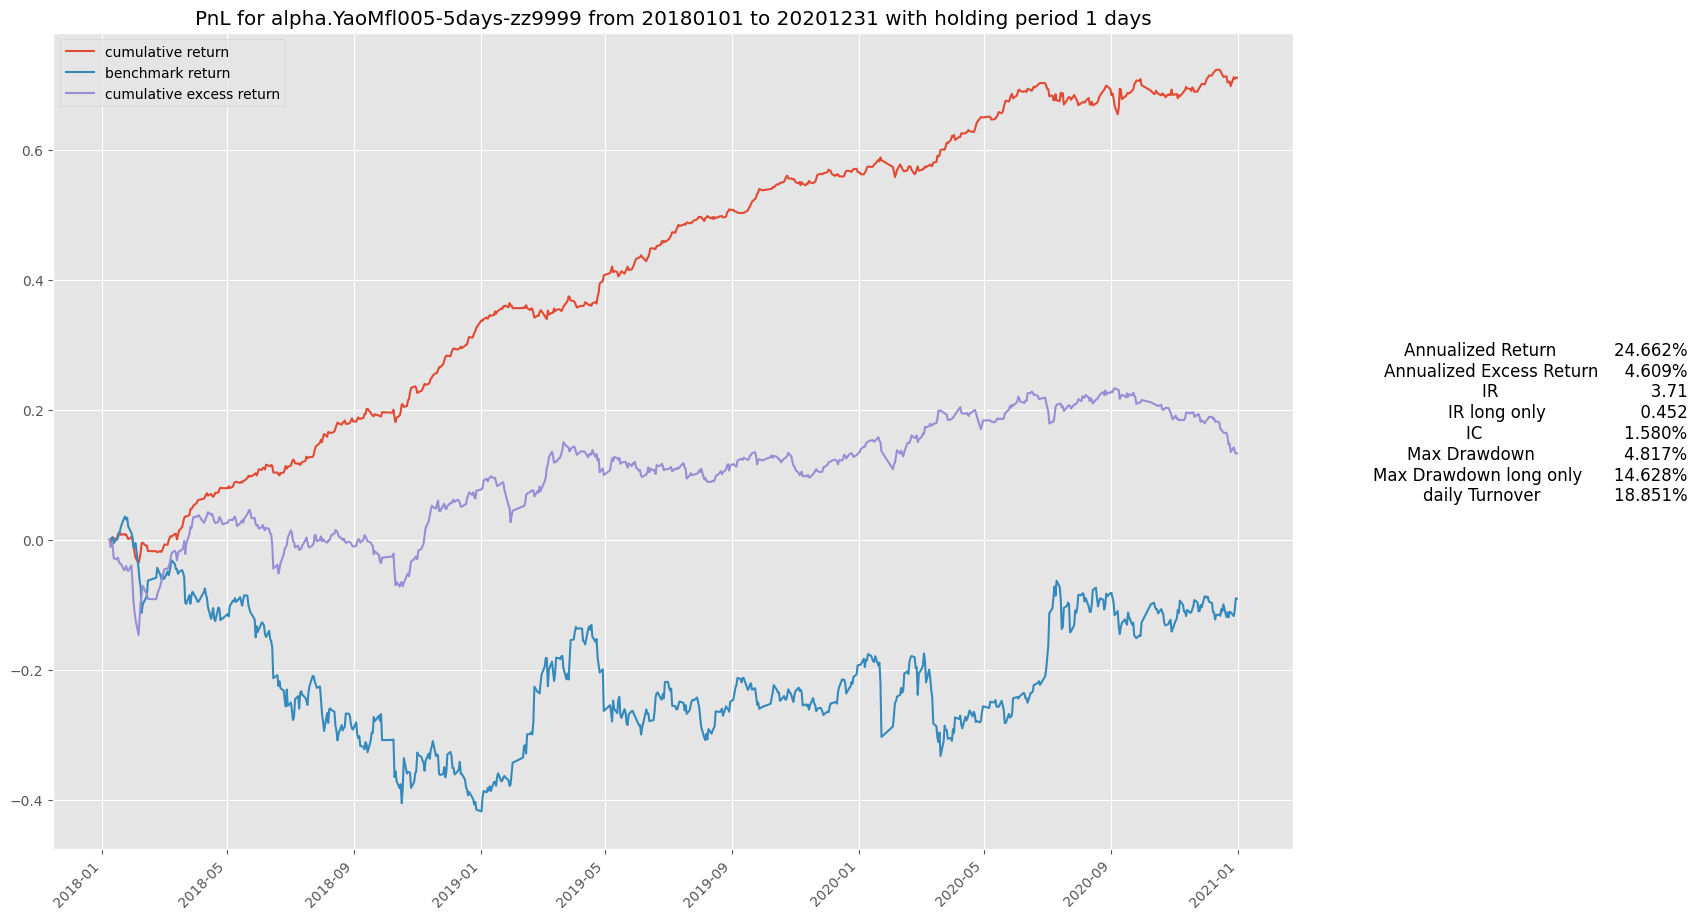 PnL for alpha.YaoMfl005-5days-zz9999 from 20180101 to 20201231 with holding period 1 days
cumulative return
benchmark return
cumulative excess return
0.6
0.4
0.2
0.0
−0.2
−0.4
2018-01
2018-05
2018-09
2019-01
2019-05
2019-09
2020-01
2020-05
2020-09
2021-01
Annualized Return 24.662%
Annualized Excess Return 4.609%
IR 3.71
IR long only 0.452
IC 1.580%
Max Drawdown 4.817%
Max Drawdown long only 14.628%
daily Turnover 18.851%